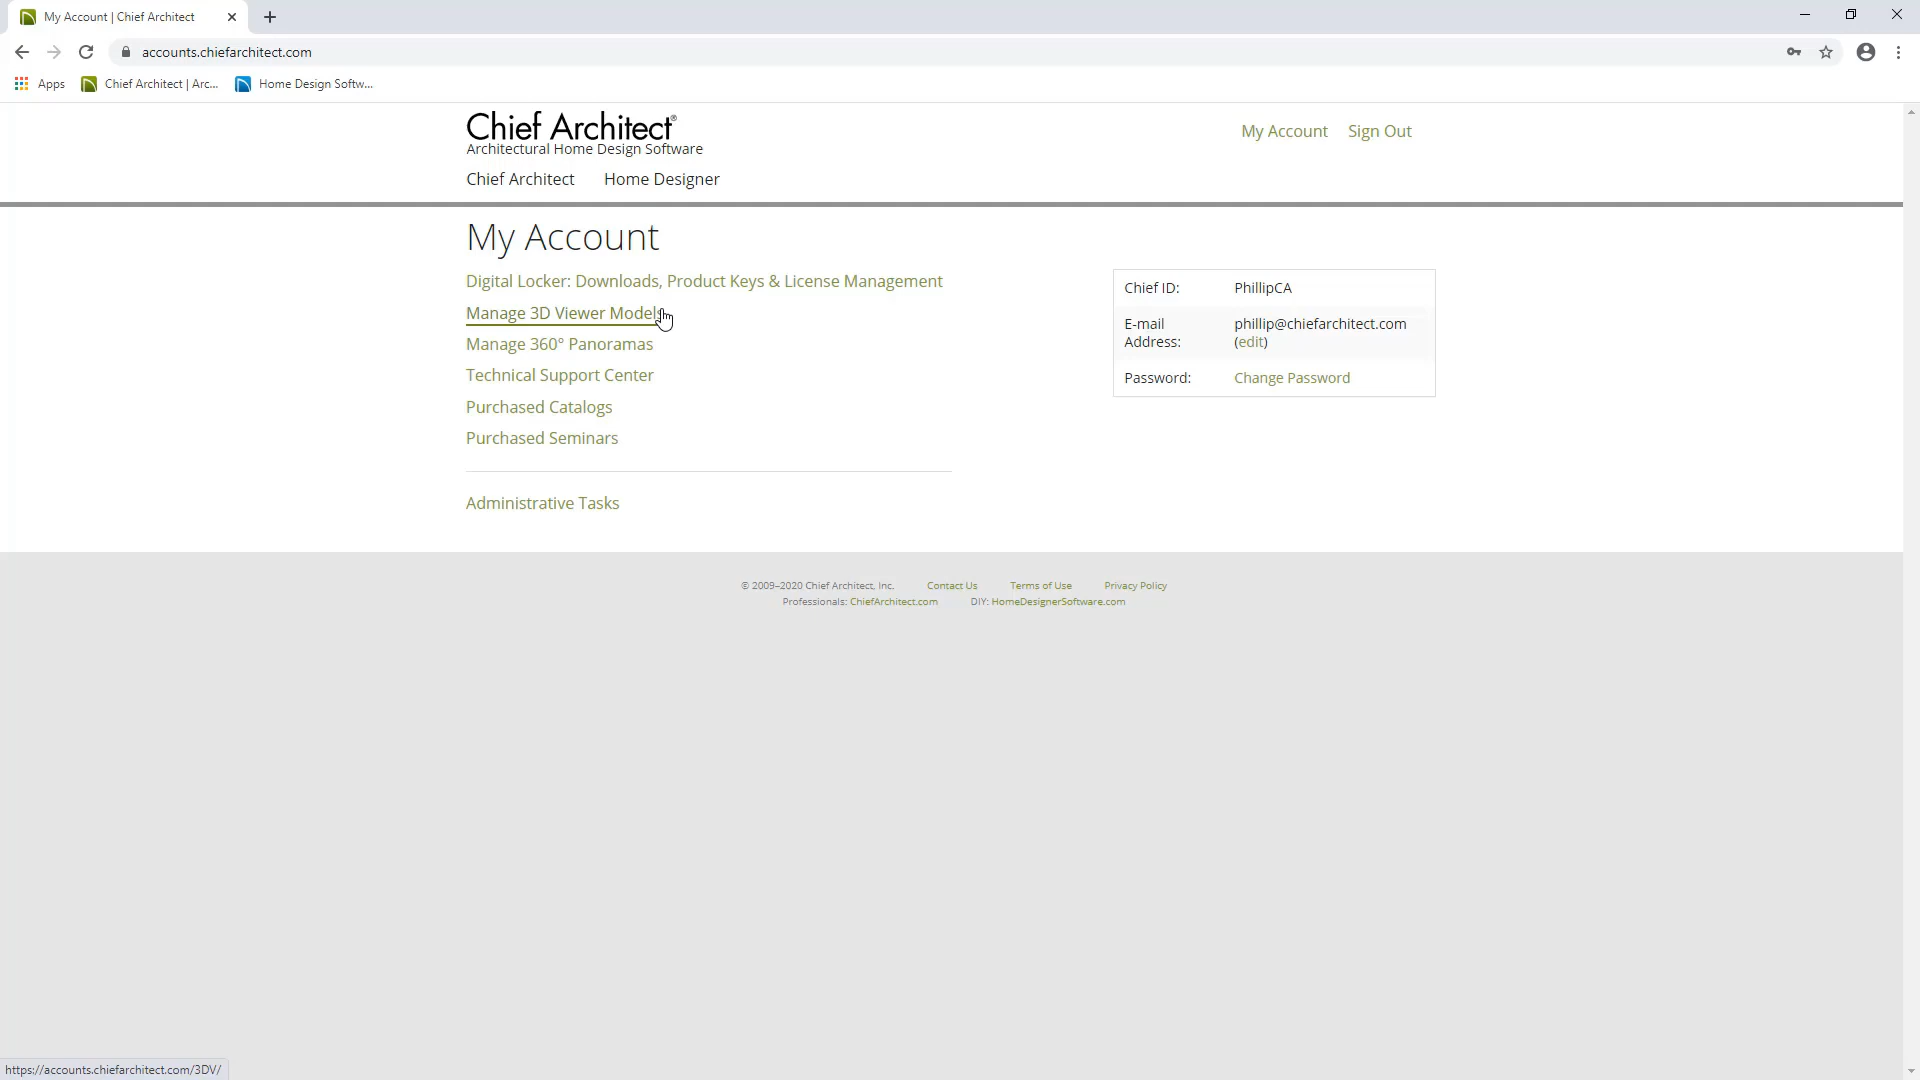 My Account | Chief Architect
accounts.chiefarchitect.com
Apps
Chief Architect | Arc...
Home Design Softw...
Chief Architect®
Architectural Home Design Software
My Account
Sign Out
Chief Architect
Home Designer
My Account
Digital Locker: Downloads, Product Keys & License Management
Manage 3D Viewer Models
Manage 360° Panoramas
Technical Support Center
Purchased Catalogs
Purchased Seminars
Administrative Tasks
Chief ID: PhillipCA
E-mail Address: phillip@chiefarchitect.com
(edit)
Password: Change Password
© 2009–2020 Chief Architect, Inc. Contact Us Terms of Use Privacy Policy
Professionals: ChiefArchitect.com DIY: HomeDesignerSoftware.com
https://accounts.chiefarchitect.com/3DV/